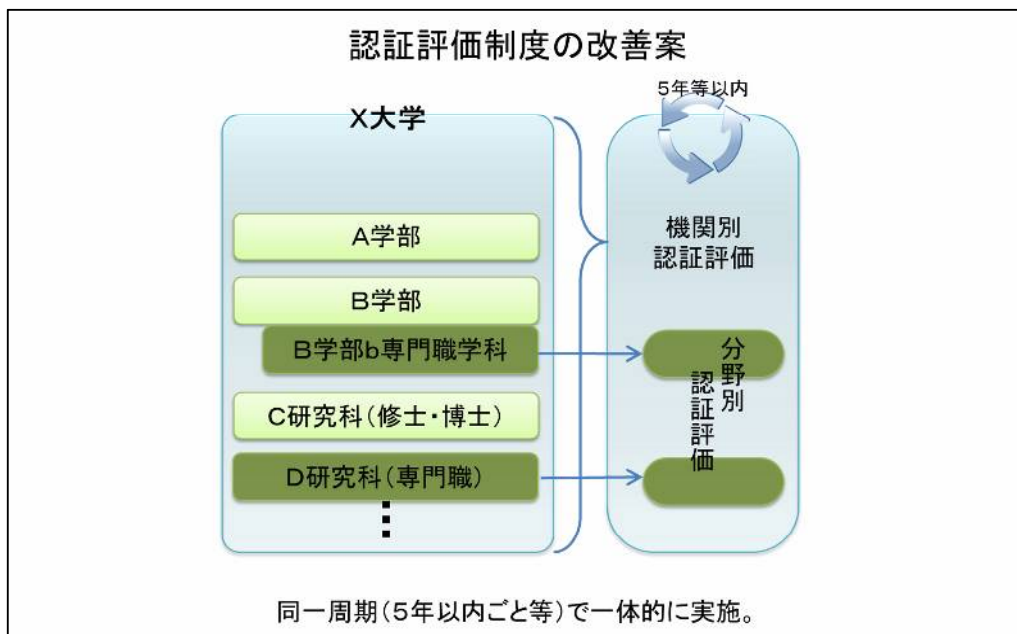 認証評価制度の改善案
5年等以内
X大学
A学部
B学部
B学部b専門職学科
C研究科(修士・博士)
D研究科(専門職)
機関別
認証評価
分野別
認証評価
同一周期(5年以内ごと等)で一体的に実施。